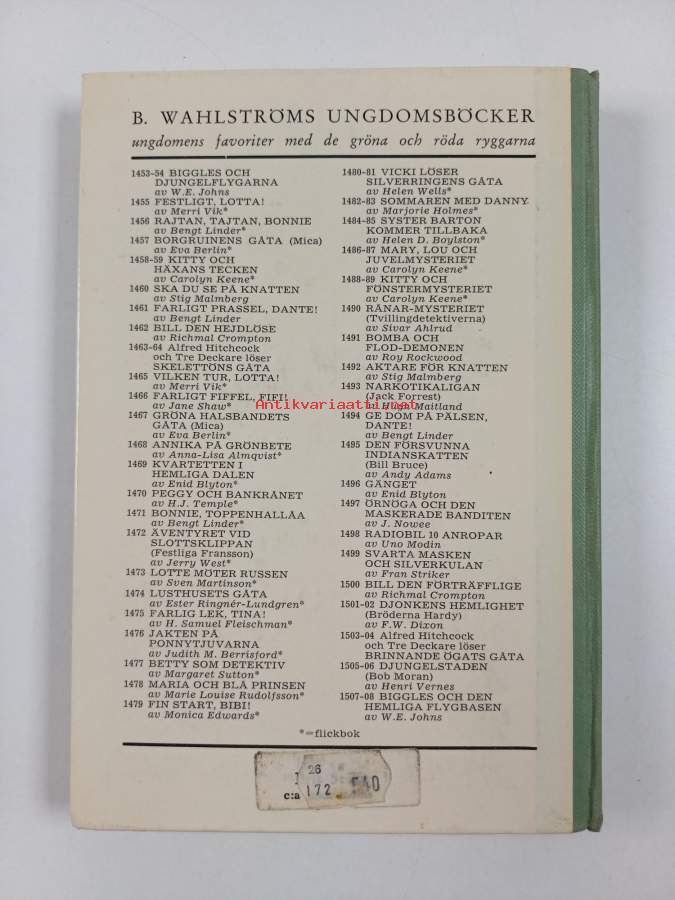 B. WAHLSTRÖMS UNGDOMSBÖCKER
ungdomens favoriter med de gröna och röda ryggarna
1453-54 BIGGLES OCH
DJUNGELFLYGARNA
av W.E. Johns
1455 FESTLIGT, LOTTA!
av Merri Vik*
1456 RAJTAN, TAJTAN, BONNIE
av Bengt Linder*
1457 BORGRUINENS GÅTA (Mica)
av Eva Berlin*
1458-59 KITTY OCH
HÄXANS TECKEN
av Carolyn Keene*
1460 SKA DU SE PÅ KNATTEN
av Stig Malmberg
1461 FARLIGT PRASSEL, DANTE!
av Bengt Linder
1462 BILL DEN HEJDLÖSE
av Richmal Crompton
1463-64 Alfred Hitchcock
och Tre Deckare löser
SKELETTÖNS GÅTA
1465 VILKEN TUR, LOTTA!
av Merri Vik*
1466 FARLIGT FIFFEL, FIFI!
av Jane Shaw*
1467 GRÖNA HALSBANDETS
GÅTA (Mica)
av Eva Berlin*
1468 ANNIKA PÅ GRÖNBETE
av Anna-Lisa Almqvist*
1469 KVARTETTEN I
HEMLIGA DALEN
av Enid Blyton*
1470 PEGGY OCH BANKRÅNET
av H.J. Temple*
1471 BONNIE, TOPPENHALLÅA
av Bengt Linder*
1472 ÄVENTYRET VID
SLOTTSKLIPPAN
(Festliga Fransson)
av Jerry West*
1473 LOTTE MÖTER RUSSEN
av Sven Martinson*
1474 LUSTHUSETS GÅTA
av Ester Ringnér-Lundgren*
1475 FARLIG LEK, TINA!
av H. Samuel Fleischman*
1476 JAKTEN PÅ
PONNYTJUVARNA
av Judith M. Berrisford*
1477 BETTY SOM DETEKTIV
av Margaret Sutton*
1478 MARIA OCH BLÅ PRINSEN
av Marie Louise Rudolfsson*
1479 FIN START, BIBI!
av Monica Edwards*
1480-81 VICKI LÖSER
SILVERRINGENS GÅTA
av Helen Wells*
1482-83 SOMMAREN MED DANNY
av Marjorie Holmes*
1484-85 SYSTER BARTON
KOMMER TILLBAKA
av Helen D. Boylston*
1486-87 MARY, LOU OCH
JUVELMYSTERIET
av Carolyn Keene*
1488-89 KITTY OCH
FÖNSTERMYSTERIET
av Carolyn Keene*
1490 RÄNAR-MYSTERIET
(Tvillingdetektiverna)
av Sivar Ahlrud
1491 BOMBA OCH
FLOD-DEMONEN
av Roy Rockwood
1492 AKTARE FÖR KNATTEN
av Stig Malmberg
1493 NARKOTIKALIGAN
(Jack Forrest)
Hugh Maitland
1494 GE DOM PÅ PÄLSEN,
DANTE!
av Bengt Linder
1495 DEN FÖRSVUNNA
INDIANSKATTEN
(Bill Bruce)
av Andy Adams
1496 GÄNGET
av Enid Blyton
1497 ÖRNÖGA OCH DEN
MASKERADE BANDITEN
av J. Nowee
1498 RADIOBIL 10 ANROPAR
av Uno Modin
1499 SVARTA MASKEN
OCH SILVERKULAN
av Fran Striker
1500 BILL DEN FÖRTRÄFFLIGE
av Richmal Crompton
1501-02 DJONKENS HEMLIGHET
(Bröderna Hardy)
av F.W. Dixon
1503-04 Alfred Hitchcock
och Tre Deckare löser
BRINNANDE ÖGATS GÅTA
1505-06 DJUNGELSTADEN
(Bob Moran)
av Henri Vernes
1507-08 BIGGLES OCH DEN
HEMLIGA FLYGBASEN
av W.E. Johns
*=flickbok
Antikvariaatti.net
26
c:a 172 540